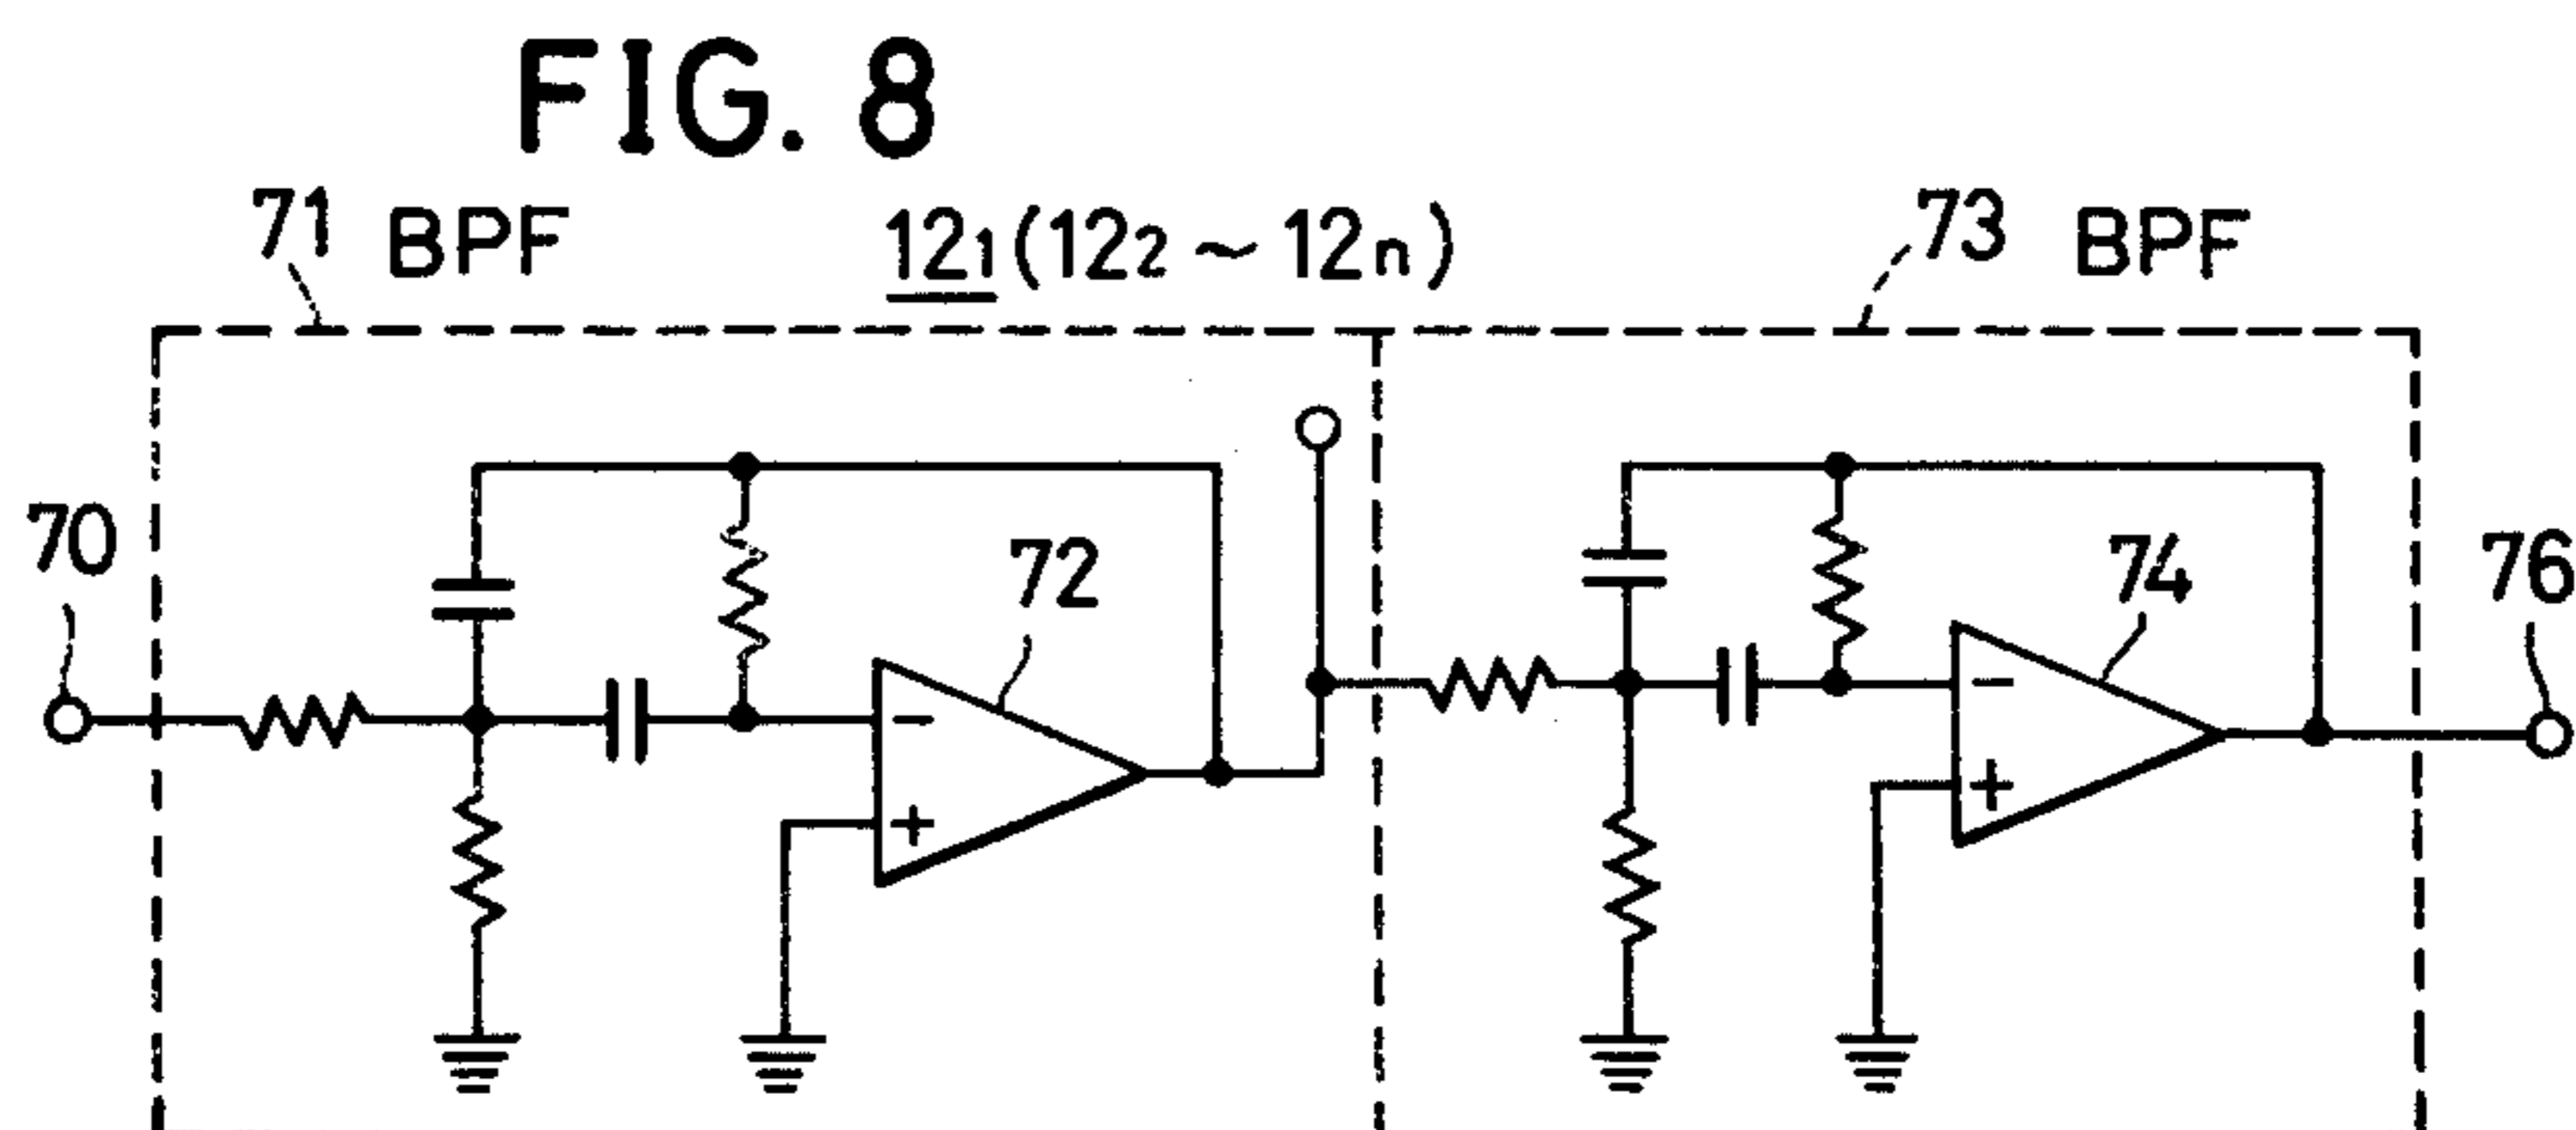 FIG. 8
71 BPF 12₁(12₂ ~ 12ₙ) 73 BPF
70 72 74 76
− −
+ +